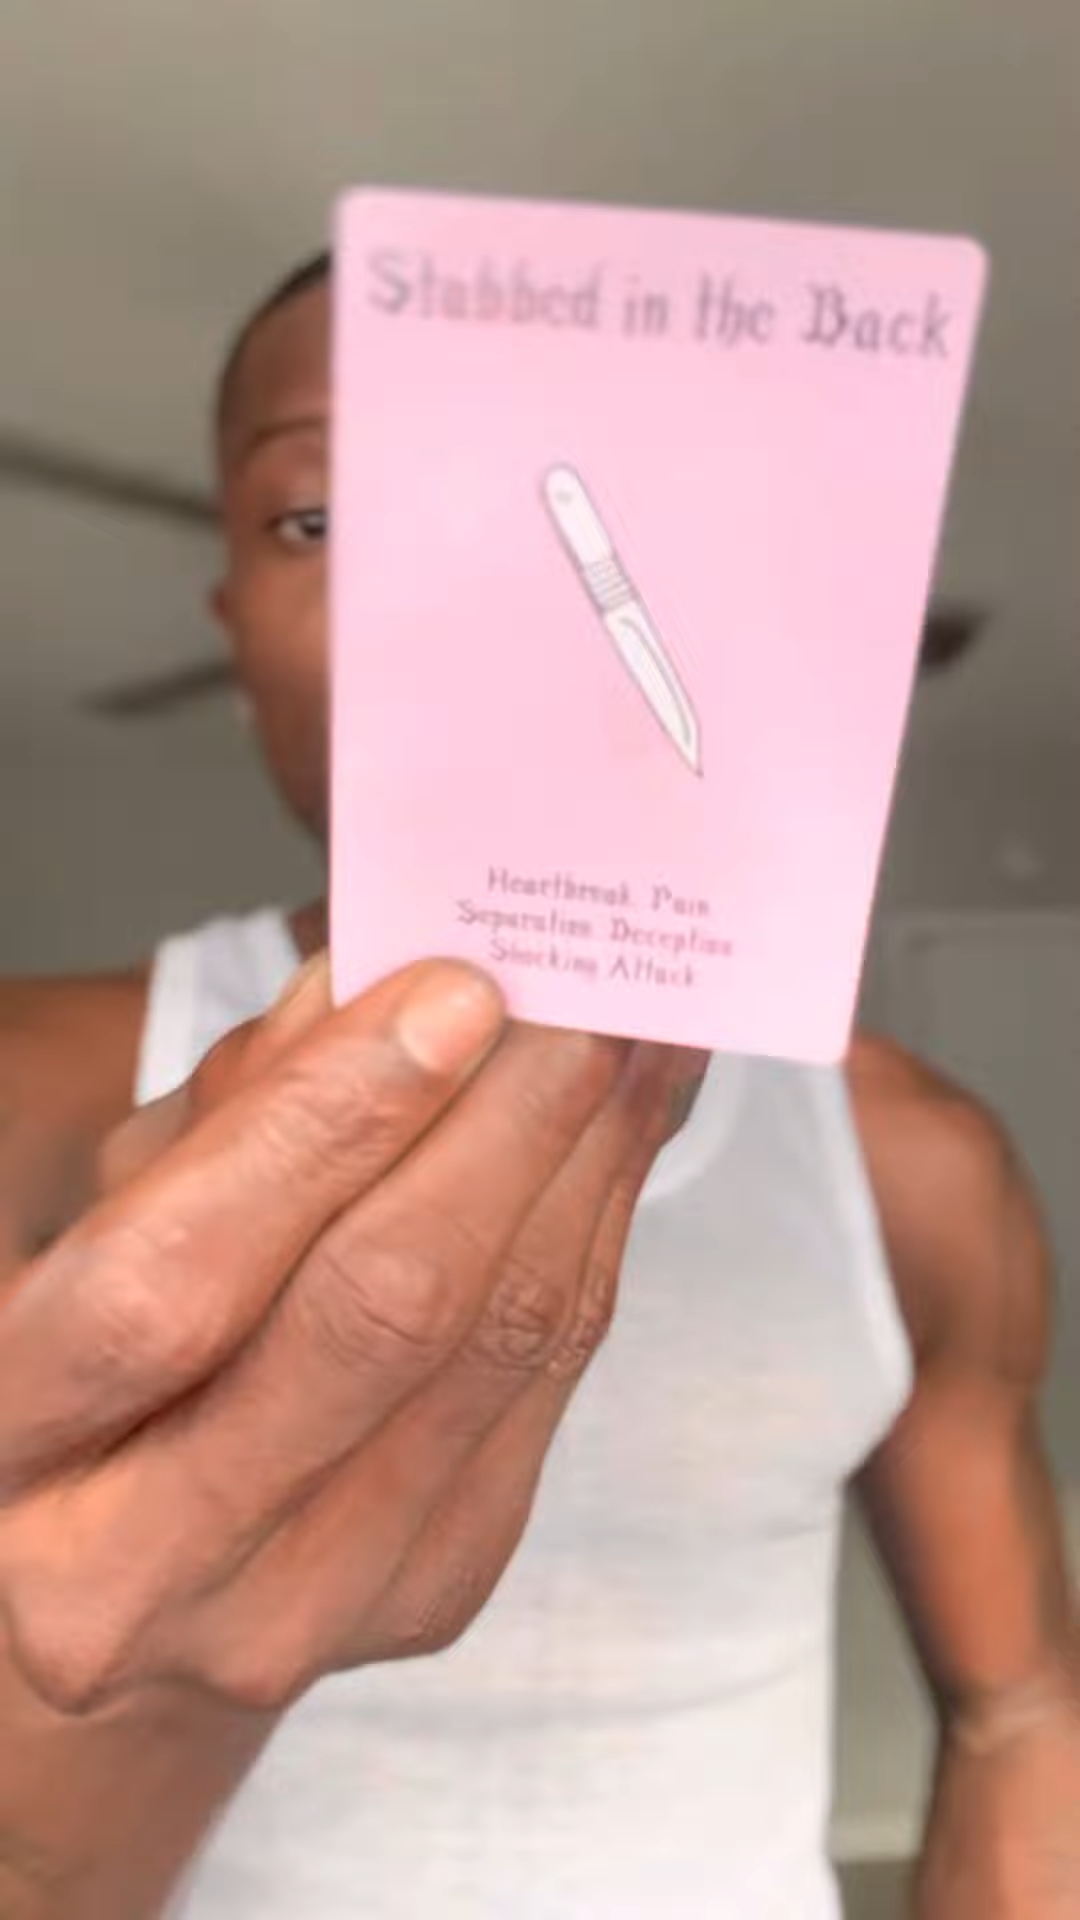 Stabbed in the Back
Heartbreak. Pain
Separation. Deception
Shocking Attack